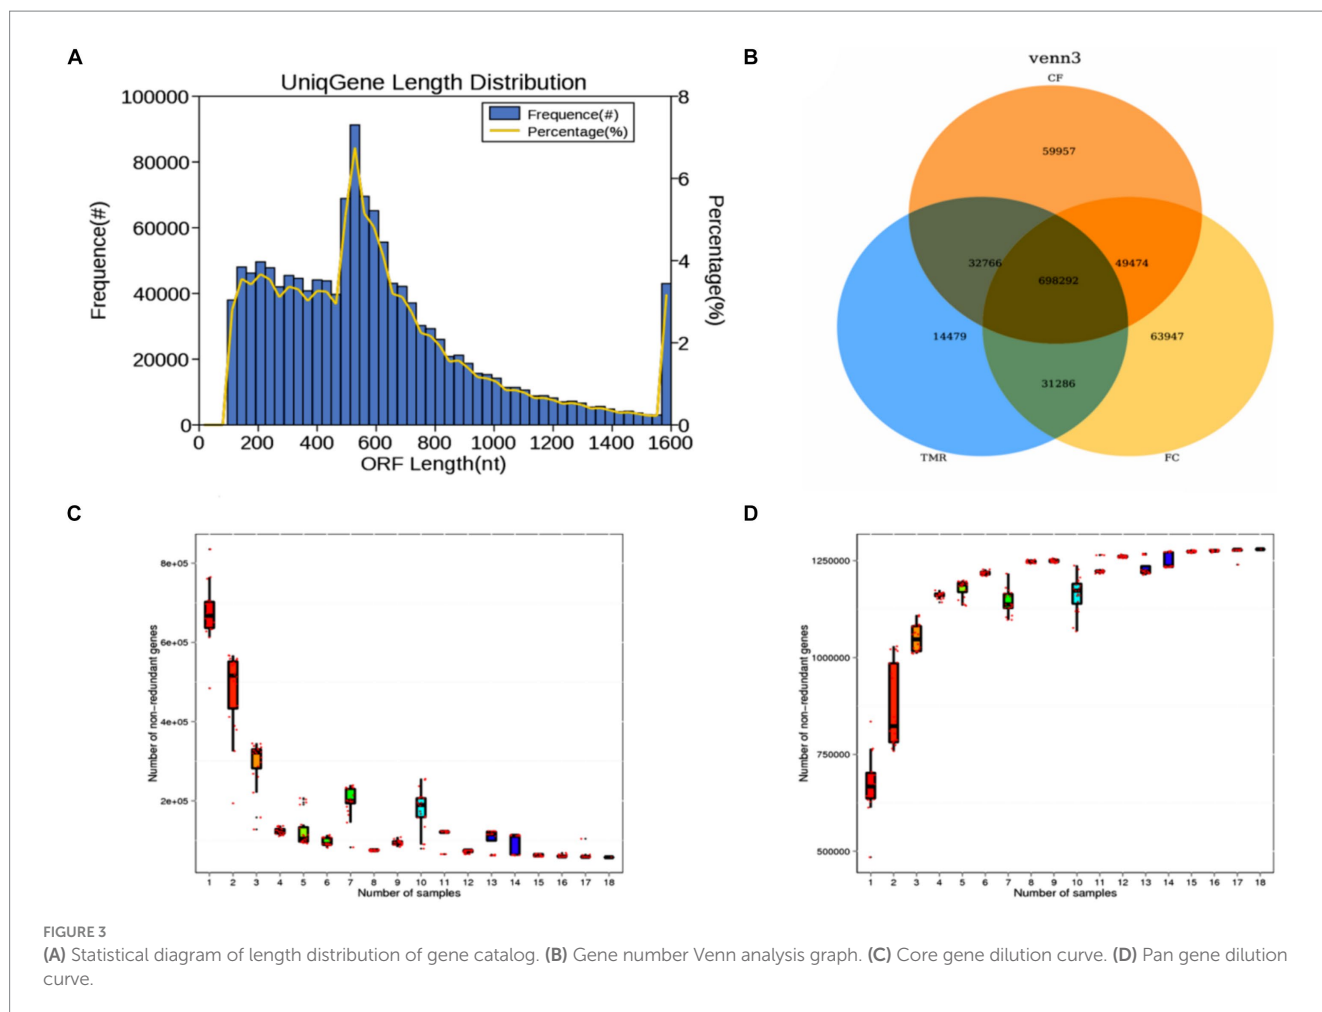 A
UniqGene Length Distribution
Frequence(#)
Percentage(%)
100000
80000
60000
40000
20000
0
8
6
4
2
0
Frequence(#)
Percentage(%)
0 200 400 600 800 1000 1200 1400 1600
ORF Length(nt)
B
venn3
CF
59957
32766
49474
698292
14479
63947
31286
TMR
FC
C
8e+05
6e+05
4e+05
2e+05
Number of non-redundant genes
1 2 3 4 5 6 7 8 9 10 11 12 13 14 15 16 17 18
Number of samples
D
1250000
1000000
750000
500000
Number of non-redundant genes
1 2 3 4 5 6 7 8 9 10 11 12 13 14 15 16 17 18
Number of samples
FIGURE 3
(A) Statistical diagram of length distribution of gene catalog. (B) Gene number Venn analysis graph. (C) Core gene dilution curve. (D) Pan gene dilution
curve.